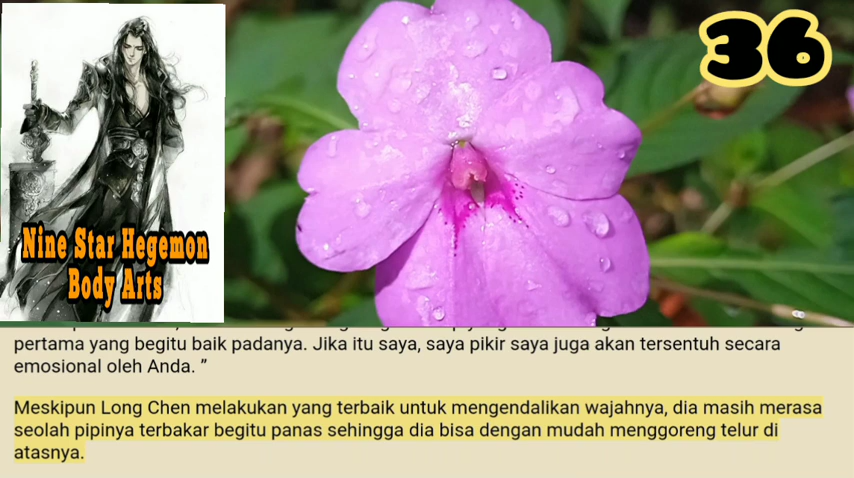 36
Nine Star Hegemon
Body Arts
pertama yang begitu baik padanya. Jika itu saya, saya pikir saya juga akan tersentuh secara
emosional oleh Anda. ”
Meskipun Long Chen melakukan yang terbaik untuk mengendalikan wajahnya, dia masih merasa
seolah pipinya terbakar begitu panas sehingga dia bisa dengan mudah menggoreng telur di
atasnya.